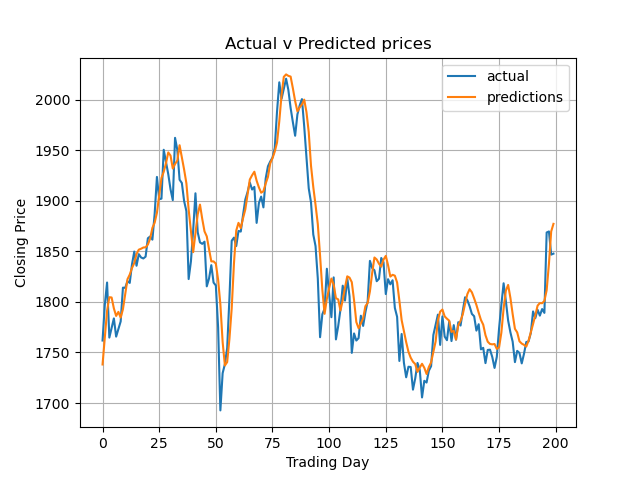 Actual v Predicted prices
actual
predictions
Closing Price
2000
1950
1900
1850
1800
1750
1700
0 25 50 75 100 125 150 175 200
Trading Day